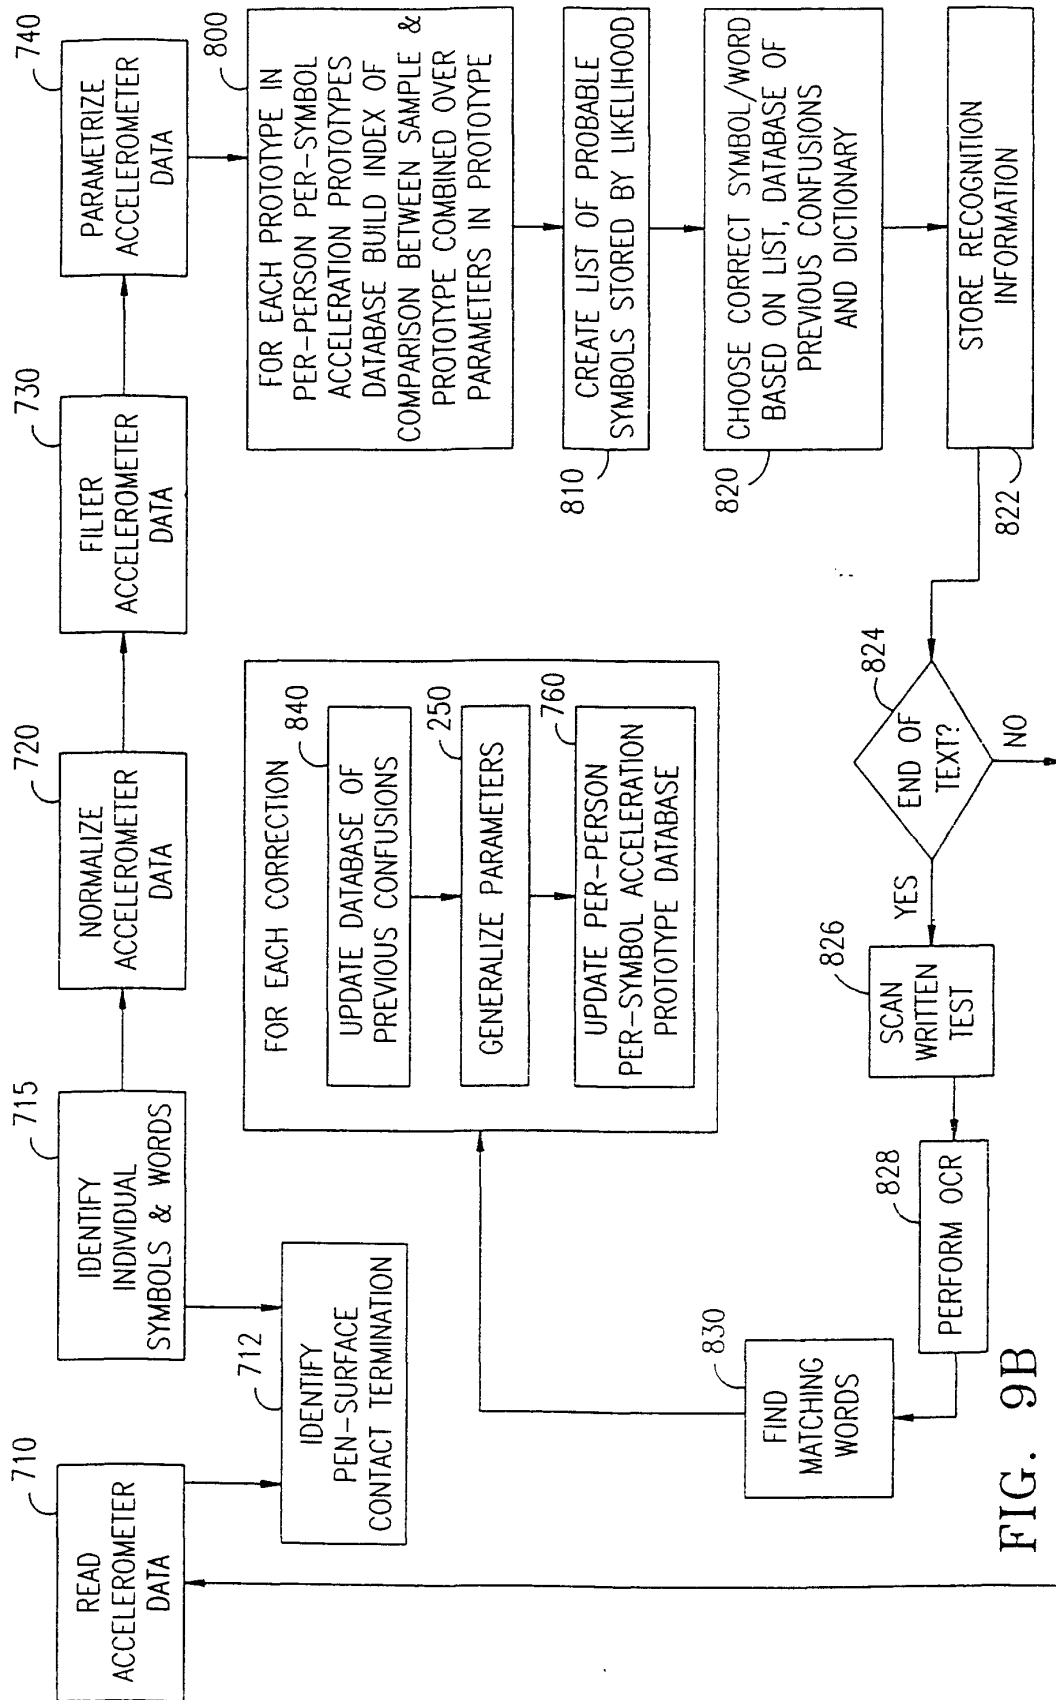 710
READ
ACCELEROMETER
DATA
712
IDENTIFY
PEN-SURFACE
CONTACT TERMINATION
715
IDENTIFY
INDIVIDUAL
SYMBOLS & WORDS
720
NORMALIZE
ACCELEROMETER
DATA
730
FILTER
ACCELEROMETER
DATA
740
PARAMETRIZE
ACCELEROMETER
DATA
800
FOR EACH PROTOTYPE IN
PER-PERSON PER-SYMBOL
ACCELERATION PROTOTYPES
DATABASE BUILD INDEX OF
COMPARISON BETWEEN SAMPLE &
PROTOTYPE COMBINED OVER
PARAMETERS IN PROTOTYPE
810
CREATE LIST OF PROBABLE
SYMBOLS STORED BY LIKELIHOOD
820
CHOOSE CORRECT SYMBOL/WORD
BASED ON LIST, DATABASE OF
PREVIOUS CONFUSIONS
AND DICTIONARY
822
STORE RECOGNITION
INFORMATION
824
END OF
TEXT?
NO
YES
826
SCAN
WRITTEN
TEST
828
PERFORM OCR
830
FIND
MATCHING
WORDS
FOR EACH CORRECTION
840
UPDATE DATABASE OF
PREVIOUS CONFUSIONS
250
GENERALIZE PARAMETERS
760
UPDATE PER-PERSON
PER-SYMBOL ACCELERATION
PROTOTYPE DATABASE
FIG. 9B